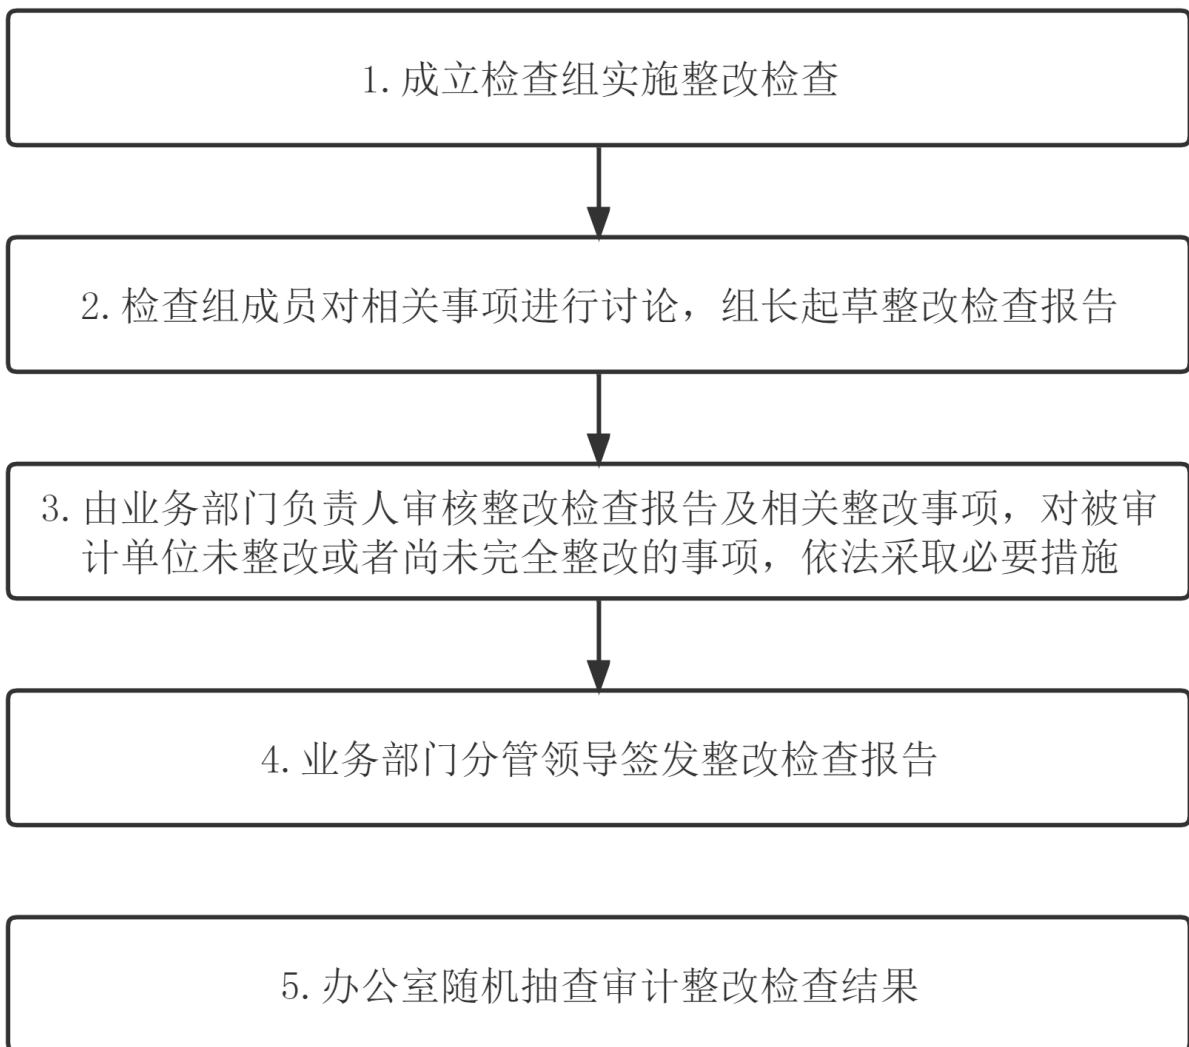 1. 成立检查组实施整改检查
2. 检查组成员对相关事项进行讨论，组长起草整改检查报告
3. 由业务部门负责人审核整改检查报告及相关整改事项，对被审
计单位未整改或者尚未完全整改的事项，依法采取必要措施
4. 业务部门分管领导签发整改检查报告
5. 办公室随机抽查审计整改检查结果